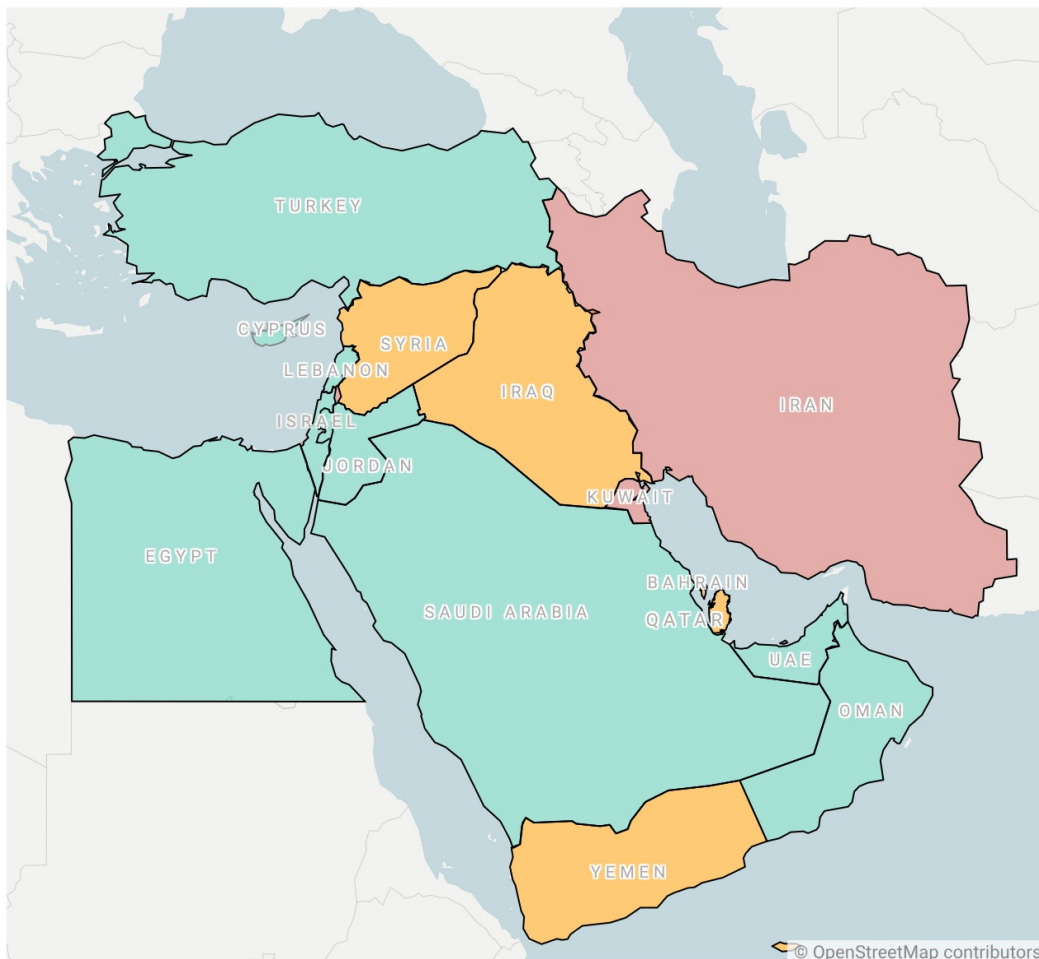 TURKEY
CYPRUS
SYRIA
LEBANON
IRAQ
IRAN
ISRAEL
JORDAN
KUWAIT
EGYPT
BAHRAIN
SAUDI ARABIA
QATAR
UAE
OMAN
YEMEN
© OpenStreetMap contributors